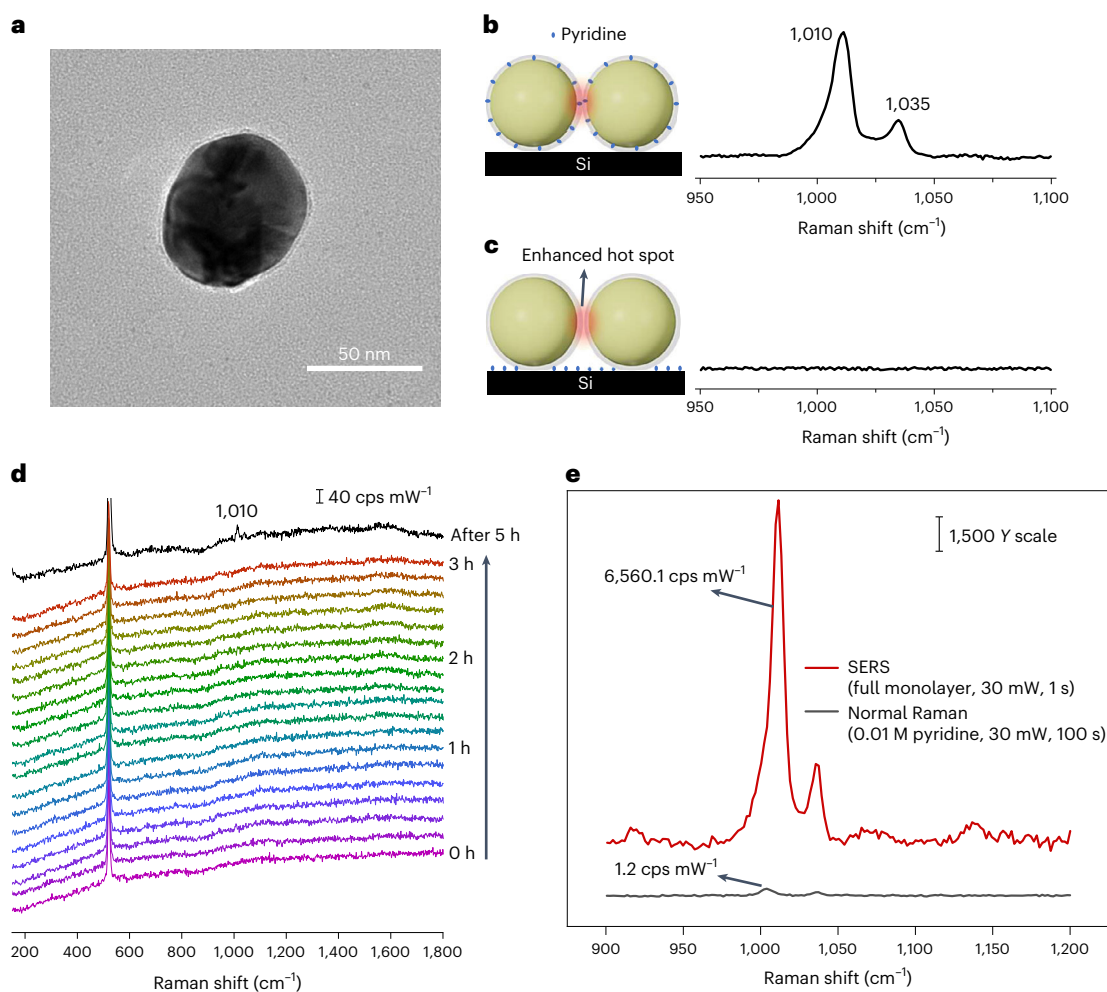 a
50 nm
b
Pyridine
Si
1,010
1,035
950 1,000 1,050 1,100
Raman shift (cm⁻¹)
c
Enhanced hot spot
Si
950 1,000 1,050 1,100
Raman shift (cm⁻¹)
d
40 cps mW⁻¹
1,010
After 5 h
3 h
2 h
1 h
0 h
200 400 600 800 1,000 1,200 1,400 1,600 1,800
Raman shift (cm⁻¹)
e
1,500 Y scale
6,560.1 cps mW⁻¹
SERS
(full monolayer, 30 mW, 1 s)
Normal Raman
(0.01 M pyridine, 30 mW, 100 s)
1.2 cps mW⁻¹
900 950 1,000 1,050 1,100 1,150 1,200
Raman shift (cm⁻¹)